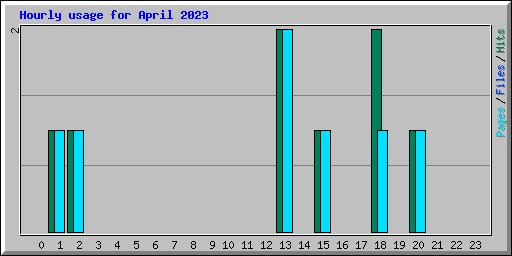 Hourly usage for April 2023
2
Pages/Files/Hits
0 1 2 3 4 5 6 7 8 9 10 11 12 13 14 15 16 17 18 19 20 21 22 23